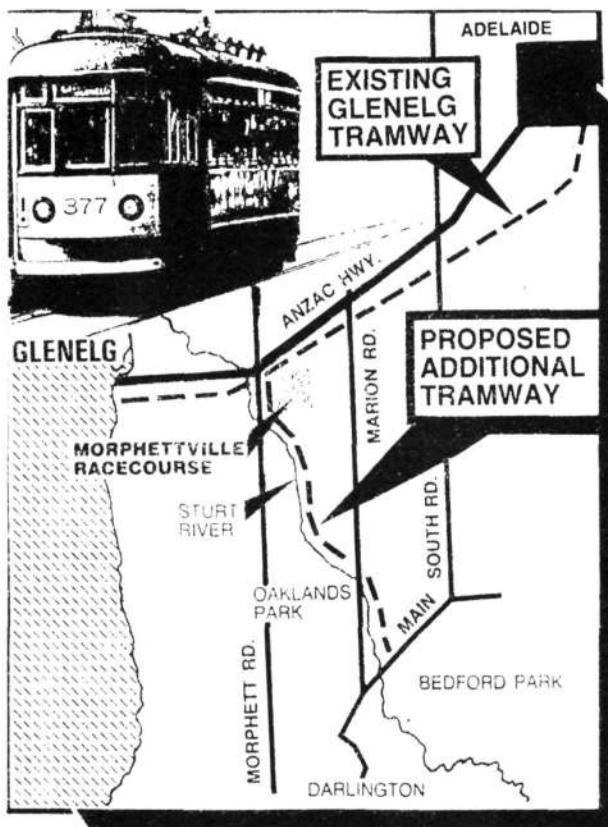 ADELAIDE
EXISTING
GLENELG
TRAMWAY
377
ANZAC HWY.
GLENELG
MARION RD.
PROPOSED
ADDITIONAL
TRAMWAY
MORPHETTVILLE
RACECOURSE
STURT
RIVER
SOUTH RD.
OAKLANDS
PARK
MAIN
MORPHETT RD.
BEDFORD PARK
DARLINGTON